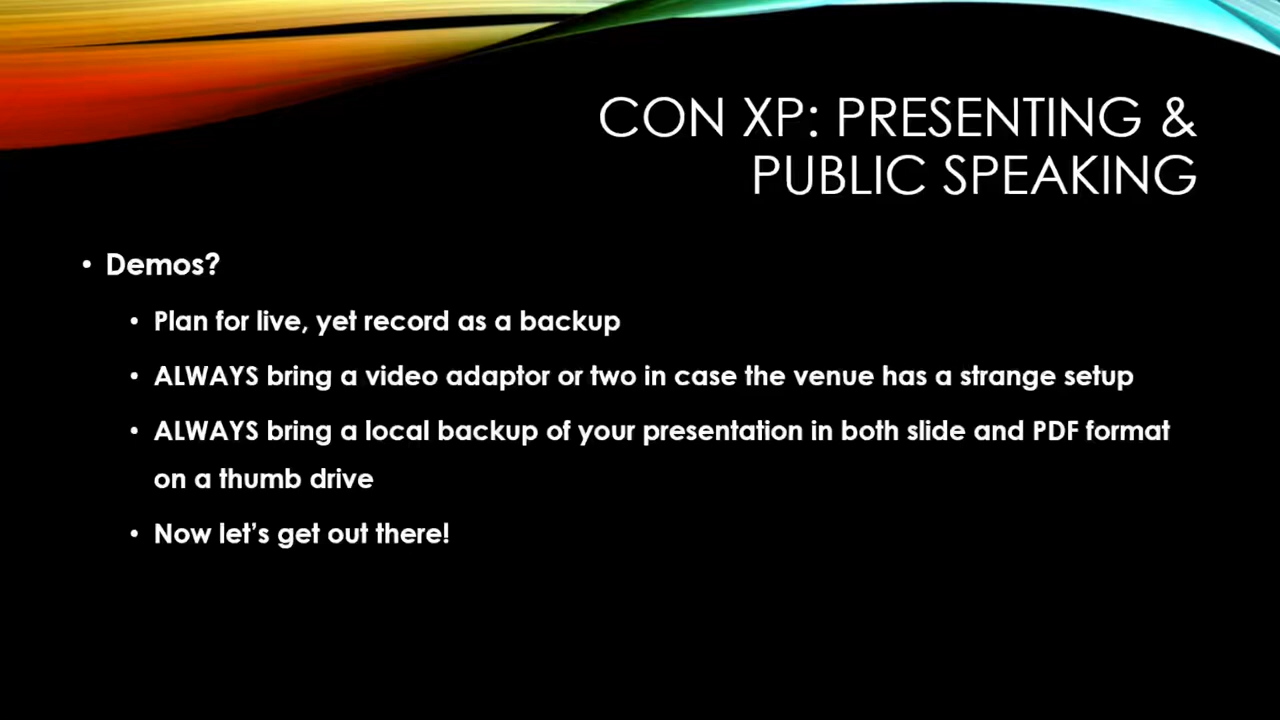 CON XP: PRESENTING &
PUBLIC SPEAKING
• Demos?
• Plan for live, yet record as a backup
• ALWAYS bring a video adaptor or two in case the venue has a strange setup
• ALWAYS bring a local backup of your presentation in both slide and PDF format
on a thumb drive
• Now let’s get out there!